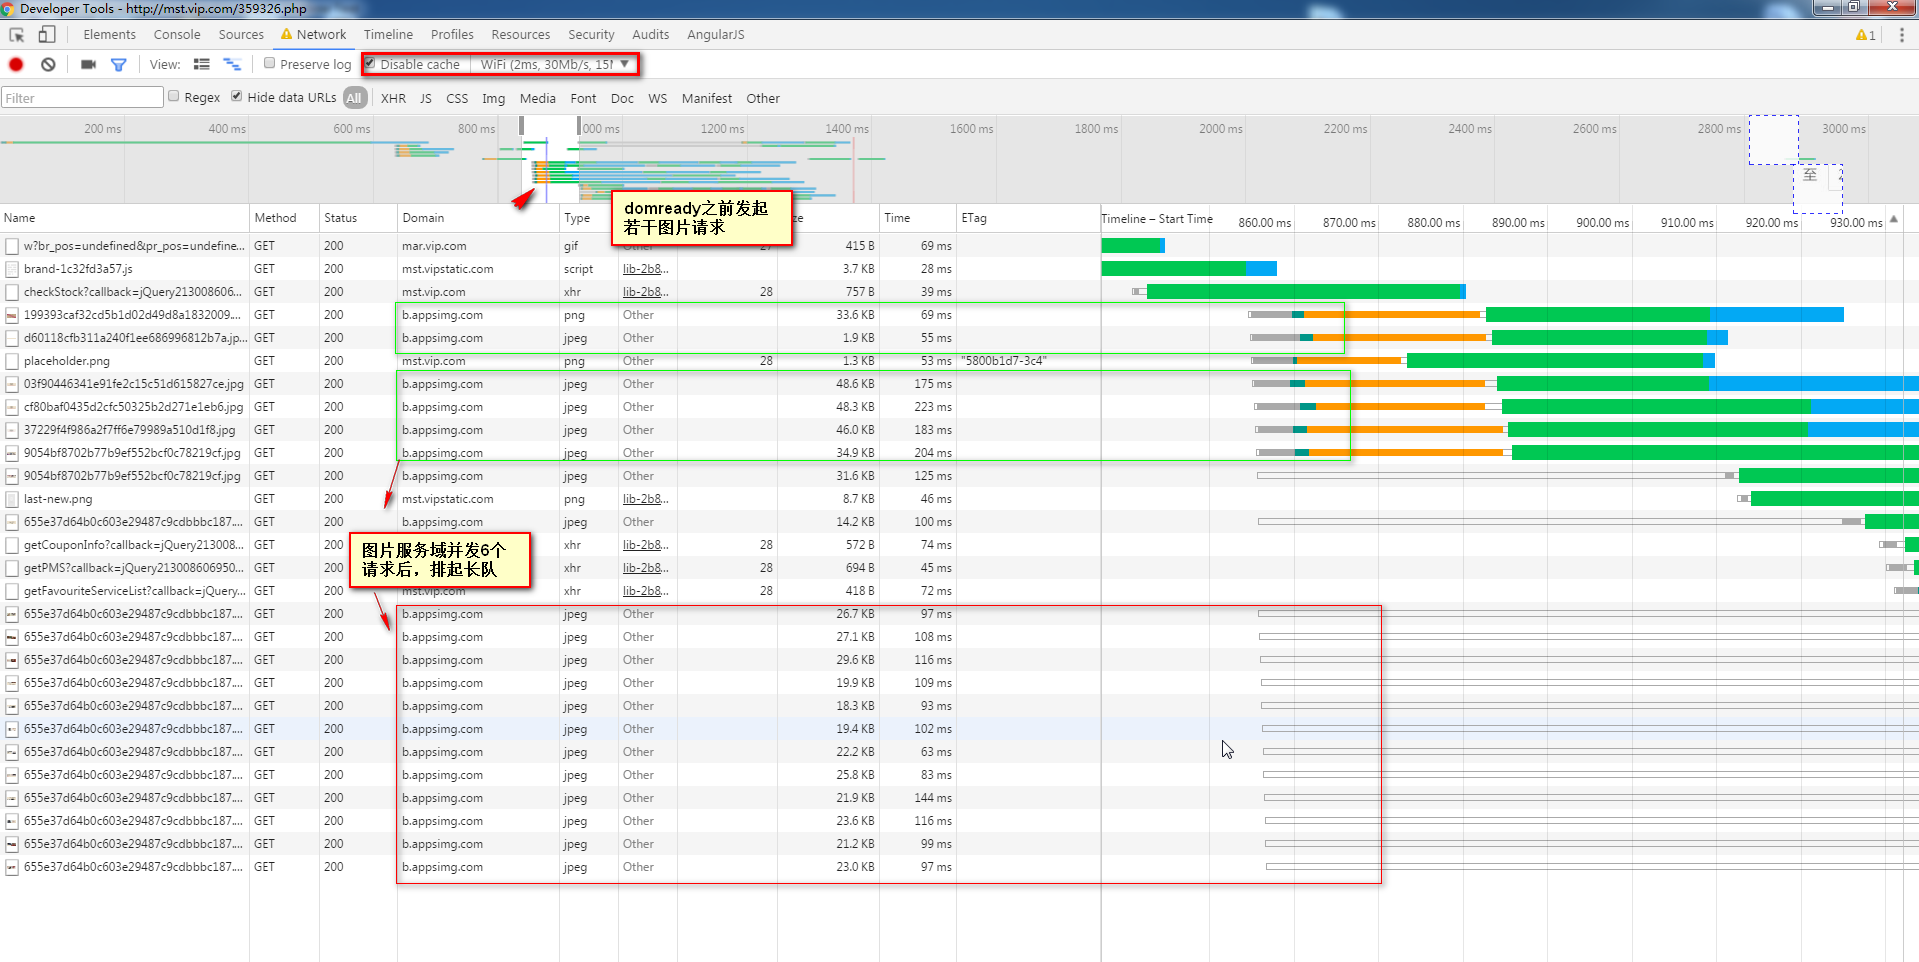 Developer Tools - http://mst.vip.com/359326.php
Elements Console Sources Network Timeline Profiles Resources Security Audits AngularJS 1
View: Preserve log Disable cache WiFi (2ms, 30Mb/s, 15
Filter Regex Hide data URLs All XHR JS CSS Img Media Font Doc WS Manifest Other
200 ms 400 ms 600 ms 800 ms 000 ms 1200 ms 1400 ms 1600 ms 1800 ms 2000 ms 2200 ms 2400 ms 2600 ms 2800 ms 3000 ms
至
domready之前发起
若干图片请求
Name Method Status Domain Type ze Time ETag Timeline – Start Time 860.00 ms 870.00 ms 880.00 ms 890.00 ms 900.00 ms 910.00 ms 920.00 ms 930.00 ms
w?br_pos=undefined&pr_pos=undefine... GET 200 mar.vip.com gif Other 27 415 B 69 ms
brand-1c32fd3a57.js GET 200 mst.vipstatic.com script lib-2b8... 3.7 KB 28 ms
checkStock?callback=jQuery213008606... GET 200 mst.vip.com xhr lib-2b8... 28 757 B 39 ms
199393caf32cd5b1d02d49d8a1832009.... GET 200 b.appsimg.com png Other 33.6 KB 69 ms
d60118cfb311a240f1ee686996812b7a.jp... GET 200 b.appsimg.com jpeg Other 1.9 KB 55 ms
placeholder.png GET 200 mst.vip.com png Other 28 1.3 KB 53 ms "5800b1d7-3c4"
03f90446341e91fe2c15c51d615827ce.jpg GET 200 b.appsimg.com jpeg Other 48.6 KB 175 ms
cf80baf0435d2cfc50325b2d271e1eb6.jpg GET 200 b.appsimg.com jpeg Other 48.3 KB 223 ms
37229f4f986a2f7ff6e79989a510d1f8.jpg GET 200 b.appsimg.com jpeg Other 46.0 KB 183 ms
9054bf8702b77b9ef552bcf0c78219cf.jpg GET 200 b.appsimg.com jpeg Other 34.9 KB 204 ms
9054bf8702b77b9ef552bcf0c78219cf.jpg GET 200 b.appsimg.com jpeg Other 31.6 KB 125 ms
last-new.png GET 200 mst.vipstatic.com png lib-2b8... 8.7 KB 46 ms
655e37d64b0c603e29487c9cdbbbc187.... GET 200 b.appsimg.com jpeg Other 14.2 KB 100 ms
图片服务域并发6个
请求后，排起长队
getCouponInfo?callback=jQuery213008... GET 200 xhr lib-2b8... 28 572 B 74 ms
getPMS?callback=jQuery213008606950... GET 200 xhr lib-2b8... 28 694 B 45 ms
getFavouriteServiceList?callback=jQuery... GET 200 mst.vip.com xhr lib-2b8... 28 418 B 72 ms
655e37d64b0c603e29487c9cdbbbc187.... GET 200 b.appsimg.com jpeg Other 26.7 KB 97 ms
655e37d64b0c603e29487c9cdbbbc187.... GET 200 b.appsimg.com jpeg Other 27.1 KB 108 ms
655e37d64b0c603e29487c9cdbbbc187.... GET 200 b.appsimg.com jpeg Other 29.6 KB 116 ms
655e37d64b0c603e29487c9cdbbbc187.... GET 200 b.appsimg.com jpeg Other 19.9 KB 109 ms
655e37d64b0c603e29487c9cdbbbc187.... GET 200 b.appsimg.com jpeg Other 18.3 KB 93 ms
655e37d64b0c603e29487c9cdbbbc187.... GET 200 b.appsimg.com jpeg Other 19.4 KB 102 ms
655e37d64b0c603e29487c9cdbbbc187.... GET 200 b.appsimg.com jpeg Other 22.2 KB 63 ms
655e37d64b0c603e29487c9cdbbbc187.... GET 200 b.appsimg.com jpeg Other 25.8 KB 83 ms
655e37d64b0c603e29487c9cdbbbc187.... GET 200 b.appsimg.com jpeg Other 21.9 KB 144 ms
655e37d64b0c603e29487c9cdbbbc187.... GET 200 b.appsimg.com jpeg Other 23.6 KB 116 ms
655e37d64b0c603e29487c9cdbbbc187.... GET 200 b.appsimg.com jpeg Other 21.2 KB 99 ms
655e37d64b0c603e29487c9cdbbbc187.... GET 200 b.appsimg.com jpeg Other 23.0 KB 97 ms